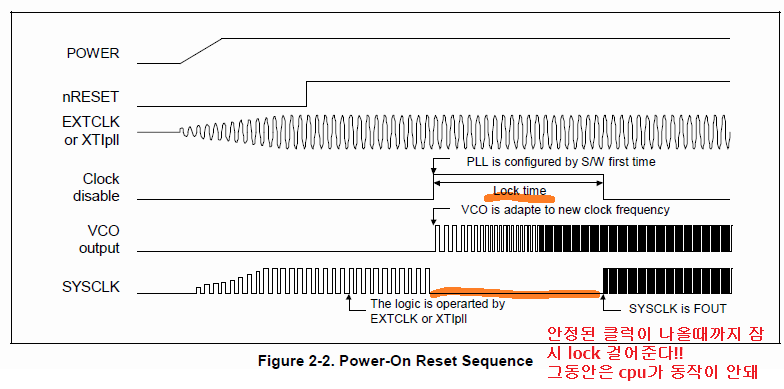 POWER
nRESET
EXTCLK
or XTIpll
PLL is configured by S/W first time
Clock
disable
Lock time
VCO is adapte to new clock frequency
VCO
output
SYSCLK
The logic is operarted by
EXTCLK or XTIpll
SYSCLK is FOUT
Figure 2-2. Power-On Reset Sequence
안정된 클럭이 나올때까지 잠
시 lock 걸어준다!!
그동안은 cpu가 동작이 안돼